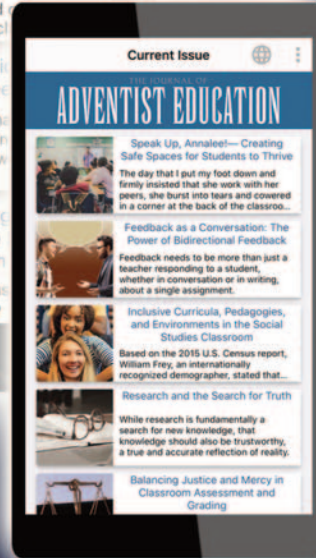 Current Issue
THE JOURNAL OF
ADVENTIST EDUCATION
Speak Up, Annalee!— Creating
Safe Spaces for Students to Thrive
The day that I put my foot down and
firmly insisted that she work with her
peers, she burst into tears and cowered
in a corner at the back of the classroo...
Feedback as a Conversation: The
Power of Bidirectional Feedback
Feedback needs to be more than just a
teacher responding to a student,
whether in conversation or in writing,
about a single assignment.
Inclusive Curricula, Pedagogies,
and Environments in the Social
Studies Classroom
Based on the 2015 U.S. Census report,
William Frey, an internationally
recognized demographer, stated that...
Research and the Search for Truth
While research is fundamentally a
search for new knowledge, that
knowledge should also be trustworthy,
a true and accurate reflection of reality.
Balancing Justice and Mercy in
Classroom Assessment and
Grading